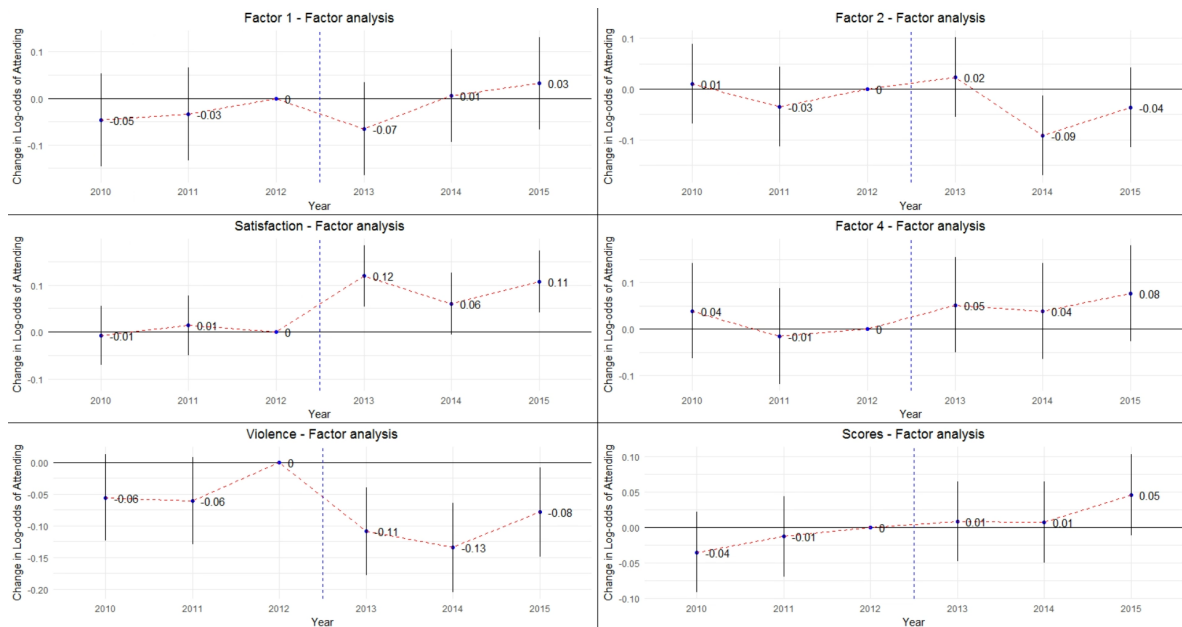 Factor 1 - Factor analysis
Change in Log-odds of Attending
0.1
0.0
-0.1
-0.05
-0.03
0
-0.07
0.01
0.03
2010 2011 2012 2013 2014 2015
Year
Factor 2 - Factor analysis
Change in Log-odds of Attending
0.1
0.0
-0.1
0.01
-0.03
0
0.02
-0.09
-0.04
2010 2011 2012 2013 2014 2015
Year
Satisfaction - Factor analysis
Change in Log-odds of Attending
0.1
0.0
-0.1
-0.01
0.01
0
0.12
0.06
0.11
2010 2011 2012 2013 2014 2015
Year
Factor 4 - Factor analysis
Change in Log-odds of Attending
0.1
0.0
-0.1
0.04
-0.01
0
0.05
0.04
0.08
2010 2011 2012 2013 2014 2015
Year
Violence - Factor analysis
Change in Log-odds of Attending
0.00
-0.05
-0.10
-0.15
-0.20
-0.06
-0.06
0
-0.11
-0.13
-0.08
2010 2011 2012 2013 2014 2015
Year
Scores - Factor analysis
Change in Log-odds of Attending
0.10
0.05
0.00
-0.05
-0.10
-0.04
-0.01
0
0.01
0.01
0.05
2010 2011 2012 2013 2014 2015
Year